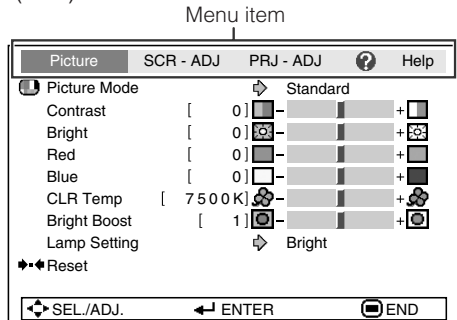 Menu item
Picture SCR - ADJ PRJ - ADJ ? Help
Picture Mode Standard
Contrast [ 0] - +
Bright [ 0] - +
Red [ 0] - +
Blue [ 0] - +
CLR Temp [ 7500K] - +
Bright Boost [ 1] - +
Lamp Setting Bright
Reset
SEL./ADJ. ENTER END